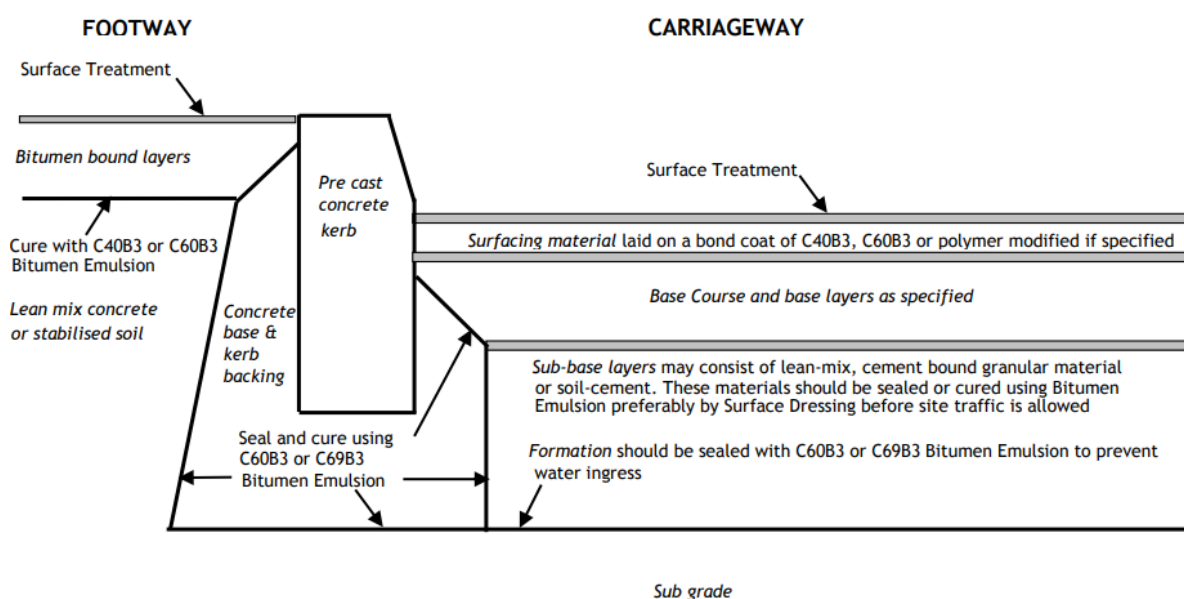 FOOTWAY
CARRIAGEWAY
Surface Treatment
Bitumen bound layers
Pre cast
concrete
kerb
Surface Treatment
Surfacing material laid on a bond coat of C40B3, C60B3 or polymer modified if specified
Cure with C40B3 or C60B3
Bitumen Emulsion
Base Course and base layers as specified
Lean mix concrete
or stabilised soil
Concrete
base &
kerb
backing
Sub-base layers may consist of lean-mix, cement bound granular material
or soil-cement. These materials should be sealed or cured using Bitumen
Emulsion preferably by Surface Dressing before site traffic is allowed
Seal and cure using
C60B3 or C69B3
Bitumen Emulsion
Formation should be sealed with C60B3 or C69B3 Bitumen Emulsion to prevent
water ingress
Sub grade